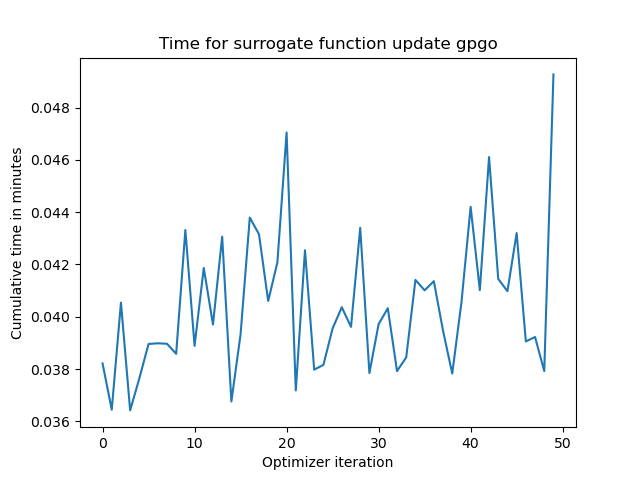 Time for surrogate function update gpgo
Cumulative time in minutes
0.048
0.046
0.044
0.042
0.040
0.038
0.036
0 10 20 30 40 50
Optimizer iteration